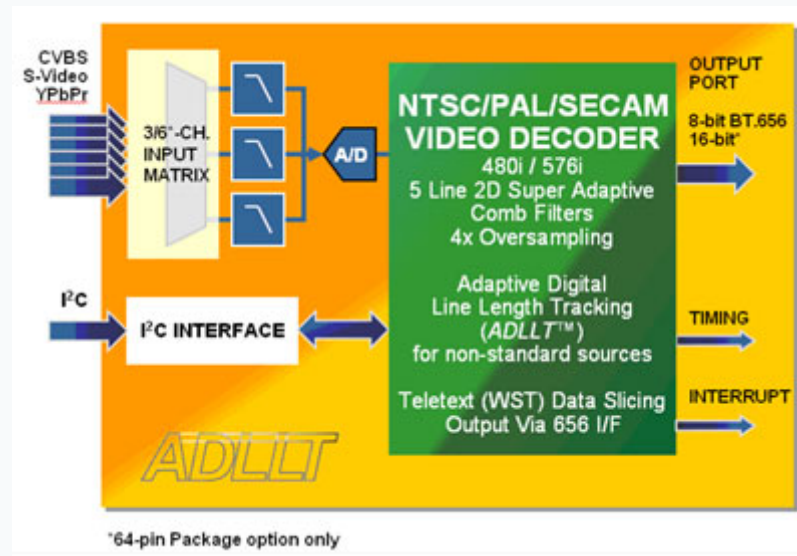 CVBS
S-Video
YPbPr
3/6*-CH.
INPUT
MATRIX
A/D
NTSC/PAL/SECAM
VIDEO DECODER
480i / 576i
5 Line 2D Super Adaptive
Comb Filters
4x Oversampling
Adaptive Digital
Line Length Tracking
(ADLLT™)
for non-standard sources
Teletext (WST) Data Slicing
Output Via 656 I/F
OUTPUT
PORT
8-bit BT.656
16-bit*
I²C
I²C INTERFACE
TIMING
INTERRUPT
ADLLT
*64-pin Package option only